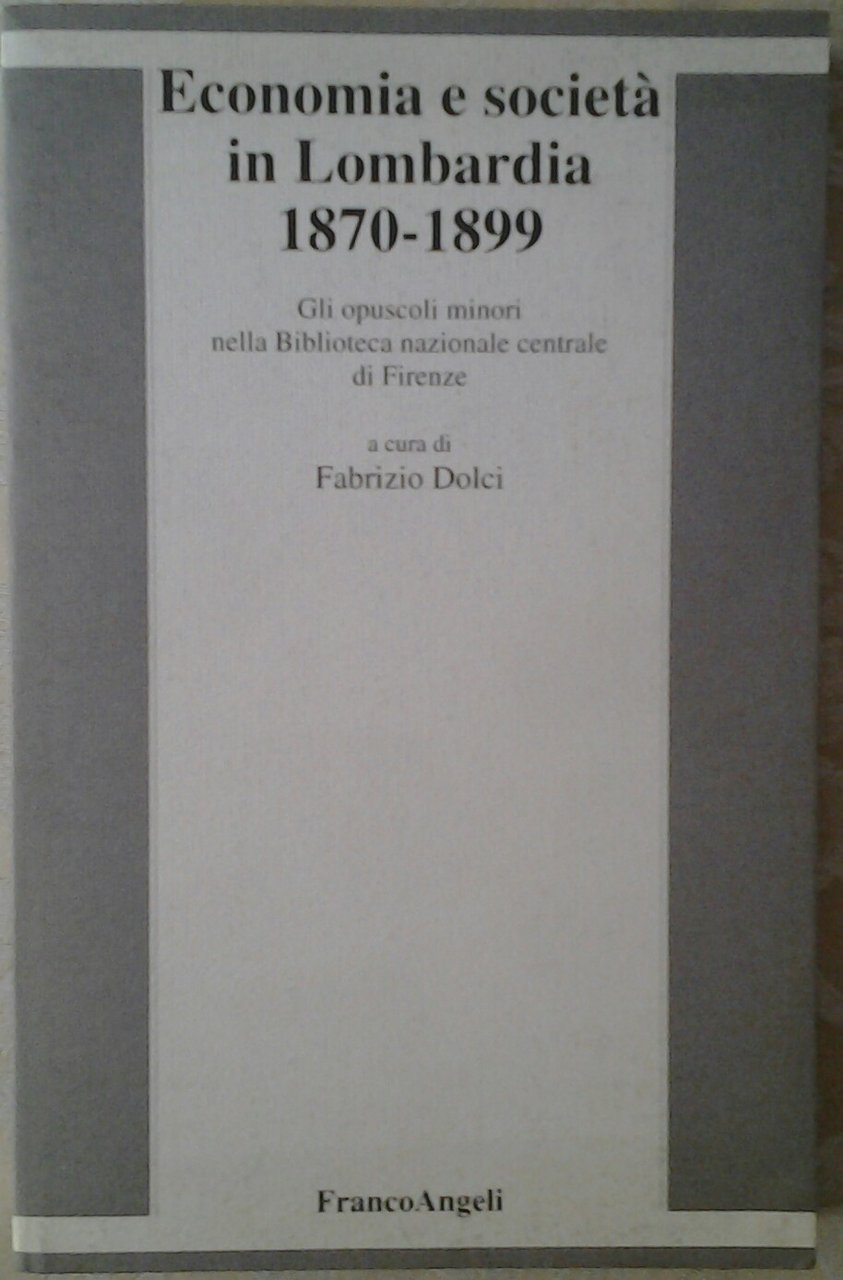 Economia e società
in Lombardia
1870-1899
Gli opuscoli minori
nella Biblioteca nazionale centrale
di Firenze
a cura di
Fabrizio Dolci
FrancoAngeli